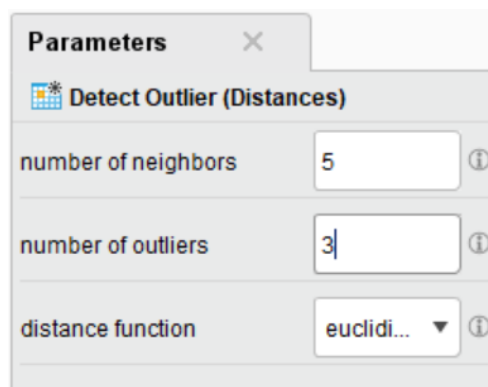 Parameters
Detect Outlier (Distances)
number of neighbors 5
number of outliers 3
distance function euclidi...